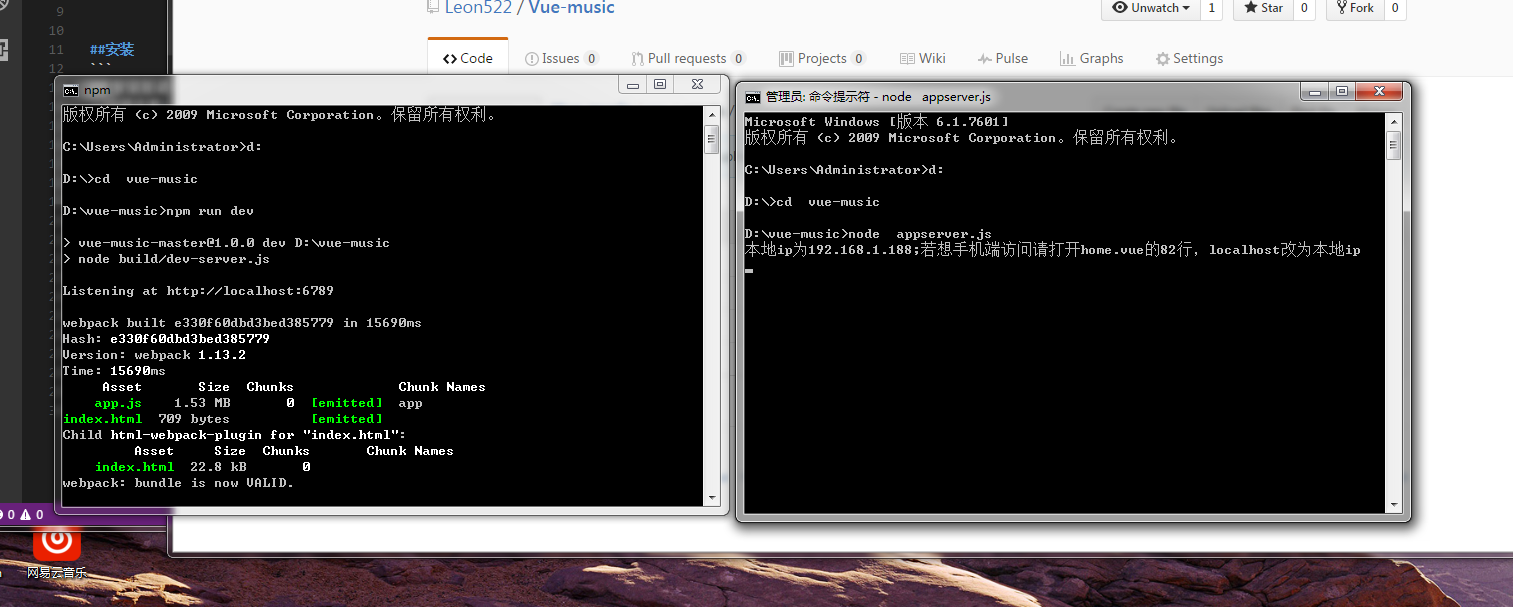 9
10
11 ##安装
12 ```
Leon522 / Vue-music
Unwatch 1 Star 0 Fork 0
Code Issues 0 Pull requests 0 Projects 0 Wiki Pulse Graphs Settings
npm
版权所有 (c) 2009 Microsoft Corporation。保留所有权利。
C:\Users\Administrator>d:
D:\>cd  vue-music
D:\vue-music>npm run dev
> vue-music-master@1.0.0 dev D:\vue-music
> node build/dev-server.js
Listening at http://localhost:6789
webpack built e330f60dbd3bed385779 in 15690ms
Hash: e330f60dbd3bed385779
Version: webpack 1.13.2
Time: 15690ms
Asset Size Chunks Chunk Names
app.js 1.53 MB 0 [emitted] app
index.html 709 bytes [emitted]
Child html-webpack-plugin for "index.html":
Asset Size Chunks Chunk Names
index.html 22.8 kB 0
webpack: bundle is now VALID.
管理员: 命令提示符 - node  appserver.js
Microsoft Windows [版本 6.1.7601]
版权所有 (c) 2009 Microsoft Corporation。保留所有权利。
C:\Users\Administrator>d:
D:\>cd  vue-music
D:\vue-music>node  appserver.js
本地ip为192.168.1.188;若想手机端访问请打开home.vue的82行，localhost改为本地ip
0 0
网易云音乐